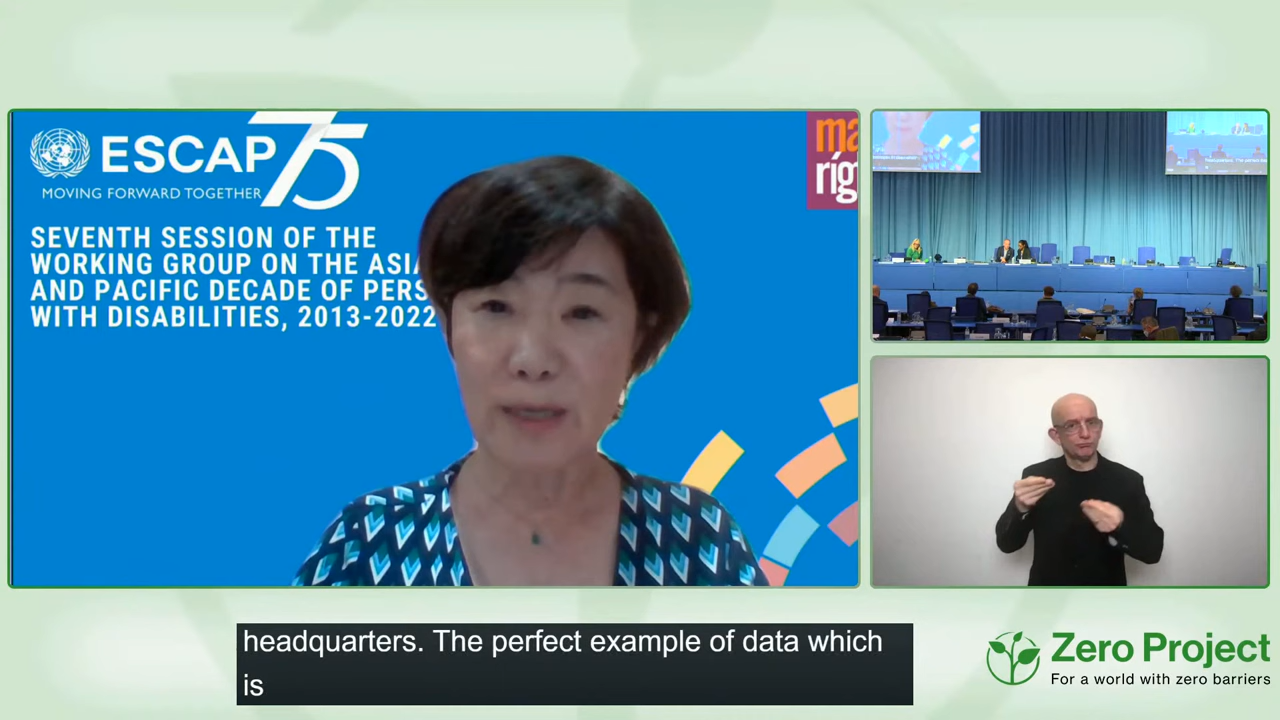 ESCAP 75
MOVING FORWARD TOGETHER
SEVENTH SESSION OF THE
WORKING GROUP ON THE ASIA
AND PACIFIC DECADE OF PERS
WITH DISABILITIES, 2013-2022
ma
rig
headquarters. The perfect example of data which
is
Zero Project
For a world with zero barriers